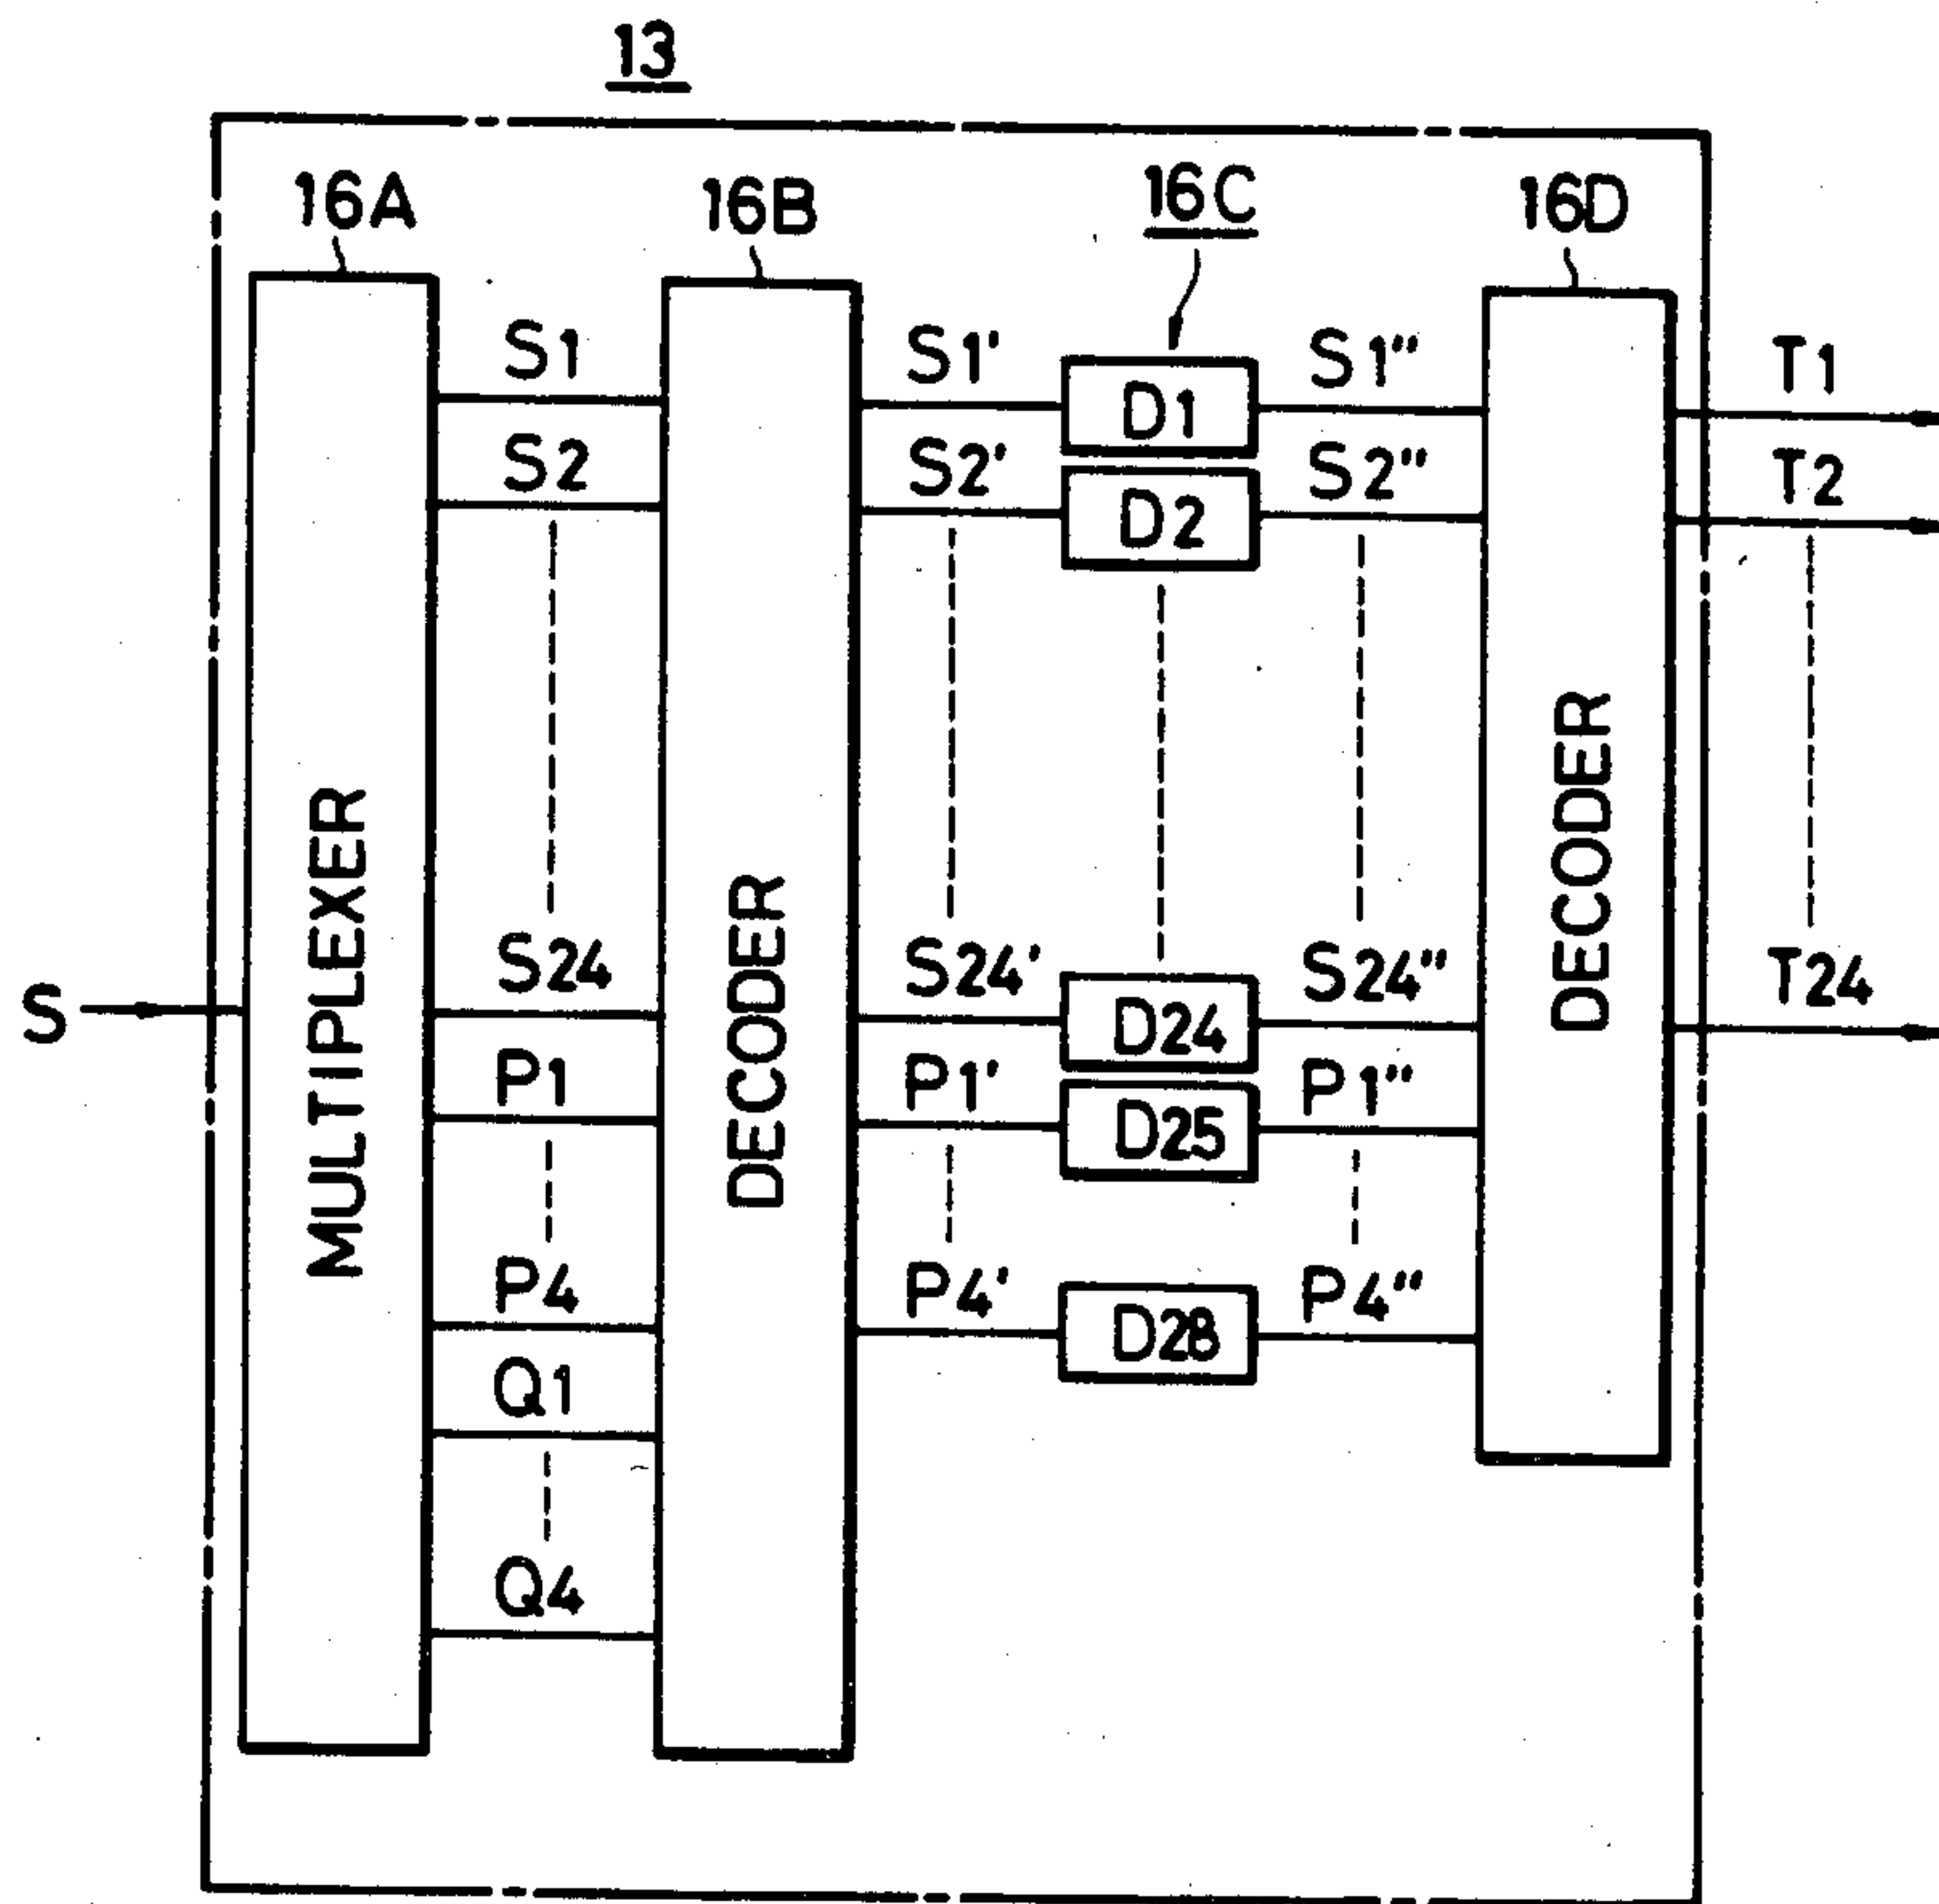 13
16A 16B 16C 16D
S1 S1' D1 S1" T1
S2 S2' D2 S2" T2
MULTIPLEXER
DECODER
DECODER
S24 S24' D24 S24" T24
S
P1 P1' D25 P1"
P4 P4' D28 P4"
Q1
Q4